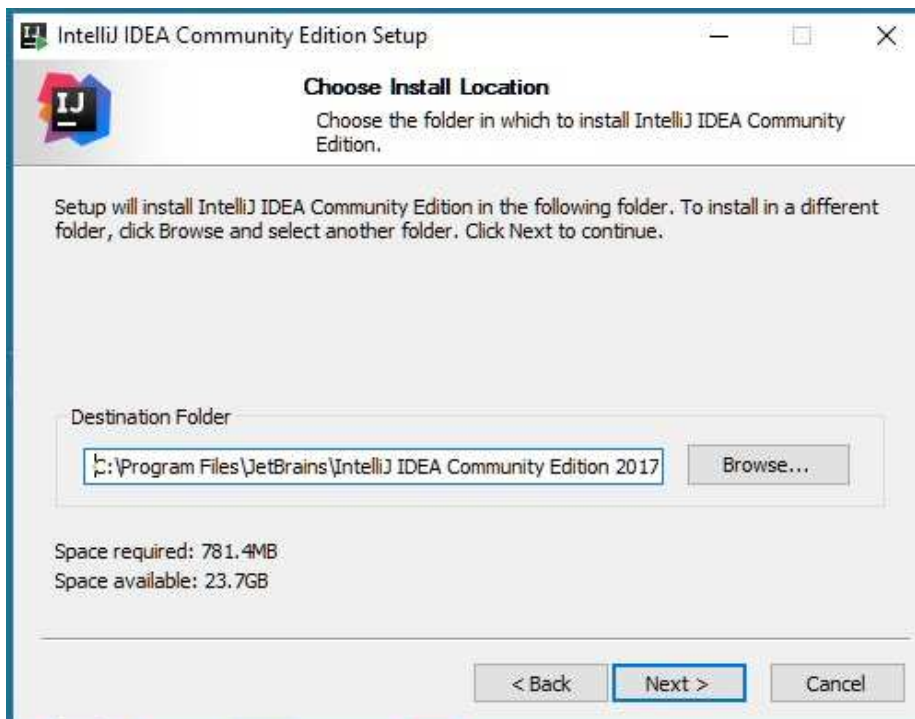 IntelliJ IDEA Community Edition Setup
IJ
Choose Install Location
Choose the folder in which to install IntelliJ IDEA Community
Edition.
Setup will install IntelliJ IDEA Community Edition in the following folder. To install in a different
folder, click Browse and select another folder. Click Next to continue.
Destination Folder
C:\Program Files\JetBrains\IntelliJ IDEA Community Edition 2017
Browse...
Space required: 781.4MB
Space available: 23.7GB
< Back
Next >
Cancel